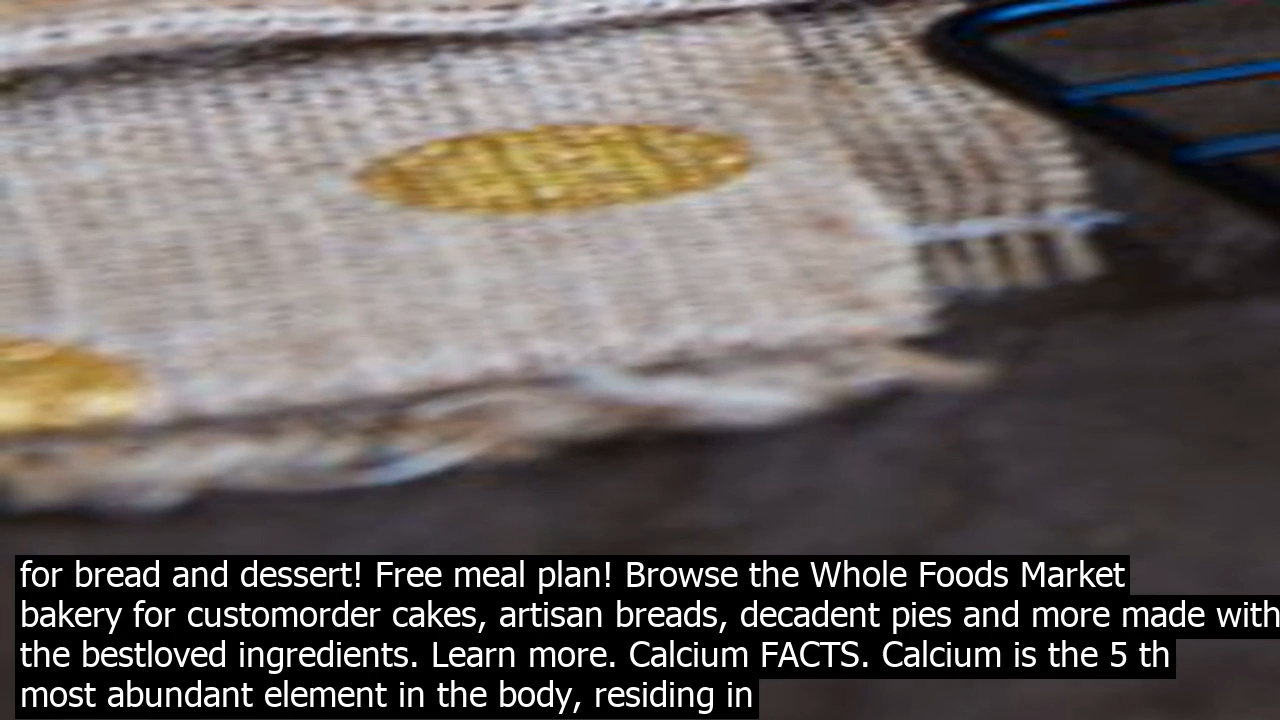 for bread and dessert! Free meal plan! Browse the Whole Foods Market
bakery for customorder cakes, artisan breads, decadent pies and more made with
the bestloved ingredients. Learn more. Calcium FACTS. Calcium is the 5 th
most abundant element in the body, residing in